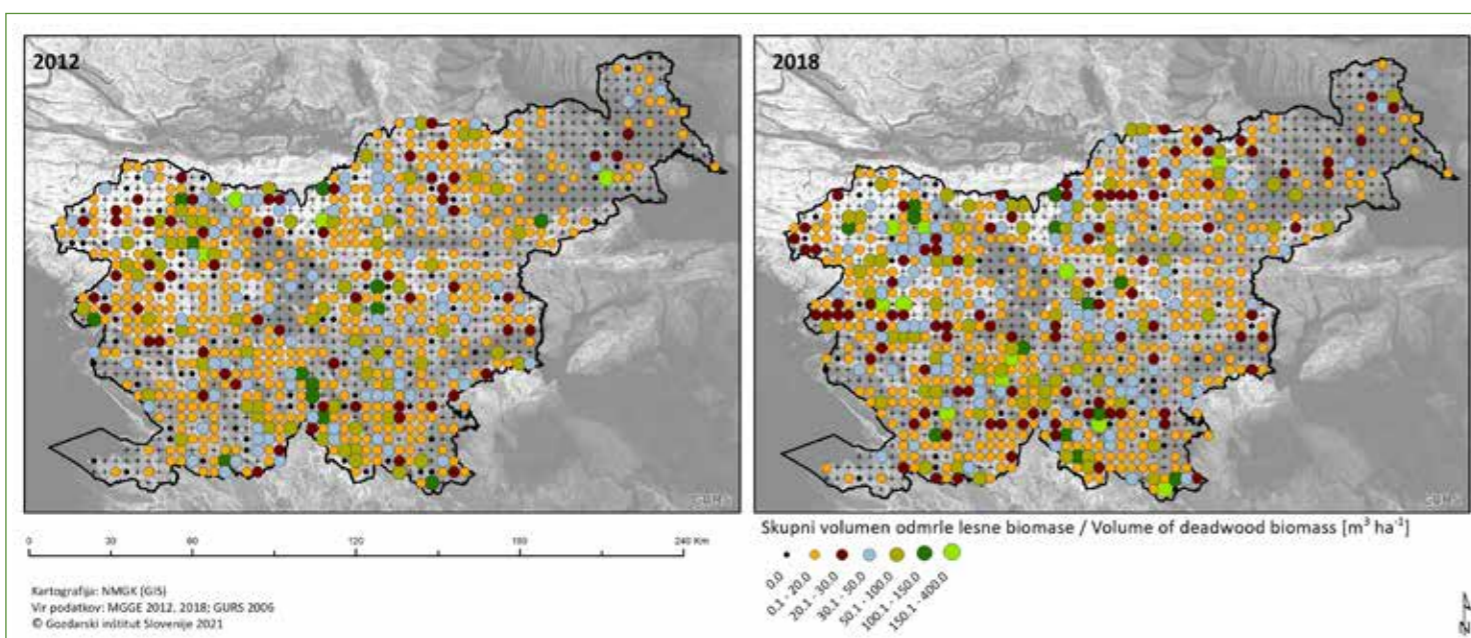 2012
2018
GURS
GURS
Skupni volumen odmrle lesne biomase / Volume of deadwood biomass [m³ ha⁻¹]
0 30 60 120 180 240 Km
0.0
0.1 - 20.0
20.1 - 30.0
30.1 - 50.0
50.1 - 100.0
100.1 - 150.0
150.1 - 400.0
Kartografija: NMGK (GIS)
Vir podatkov: MGGE 2012, 2018; GURS 2006
© Gozdarski inštitut Slovenije 2021
N